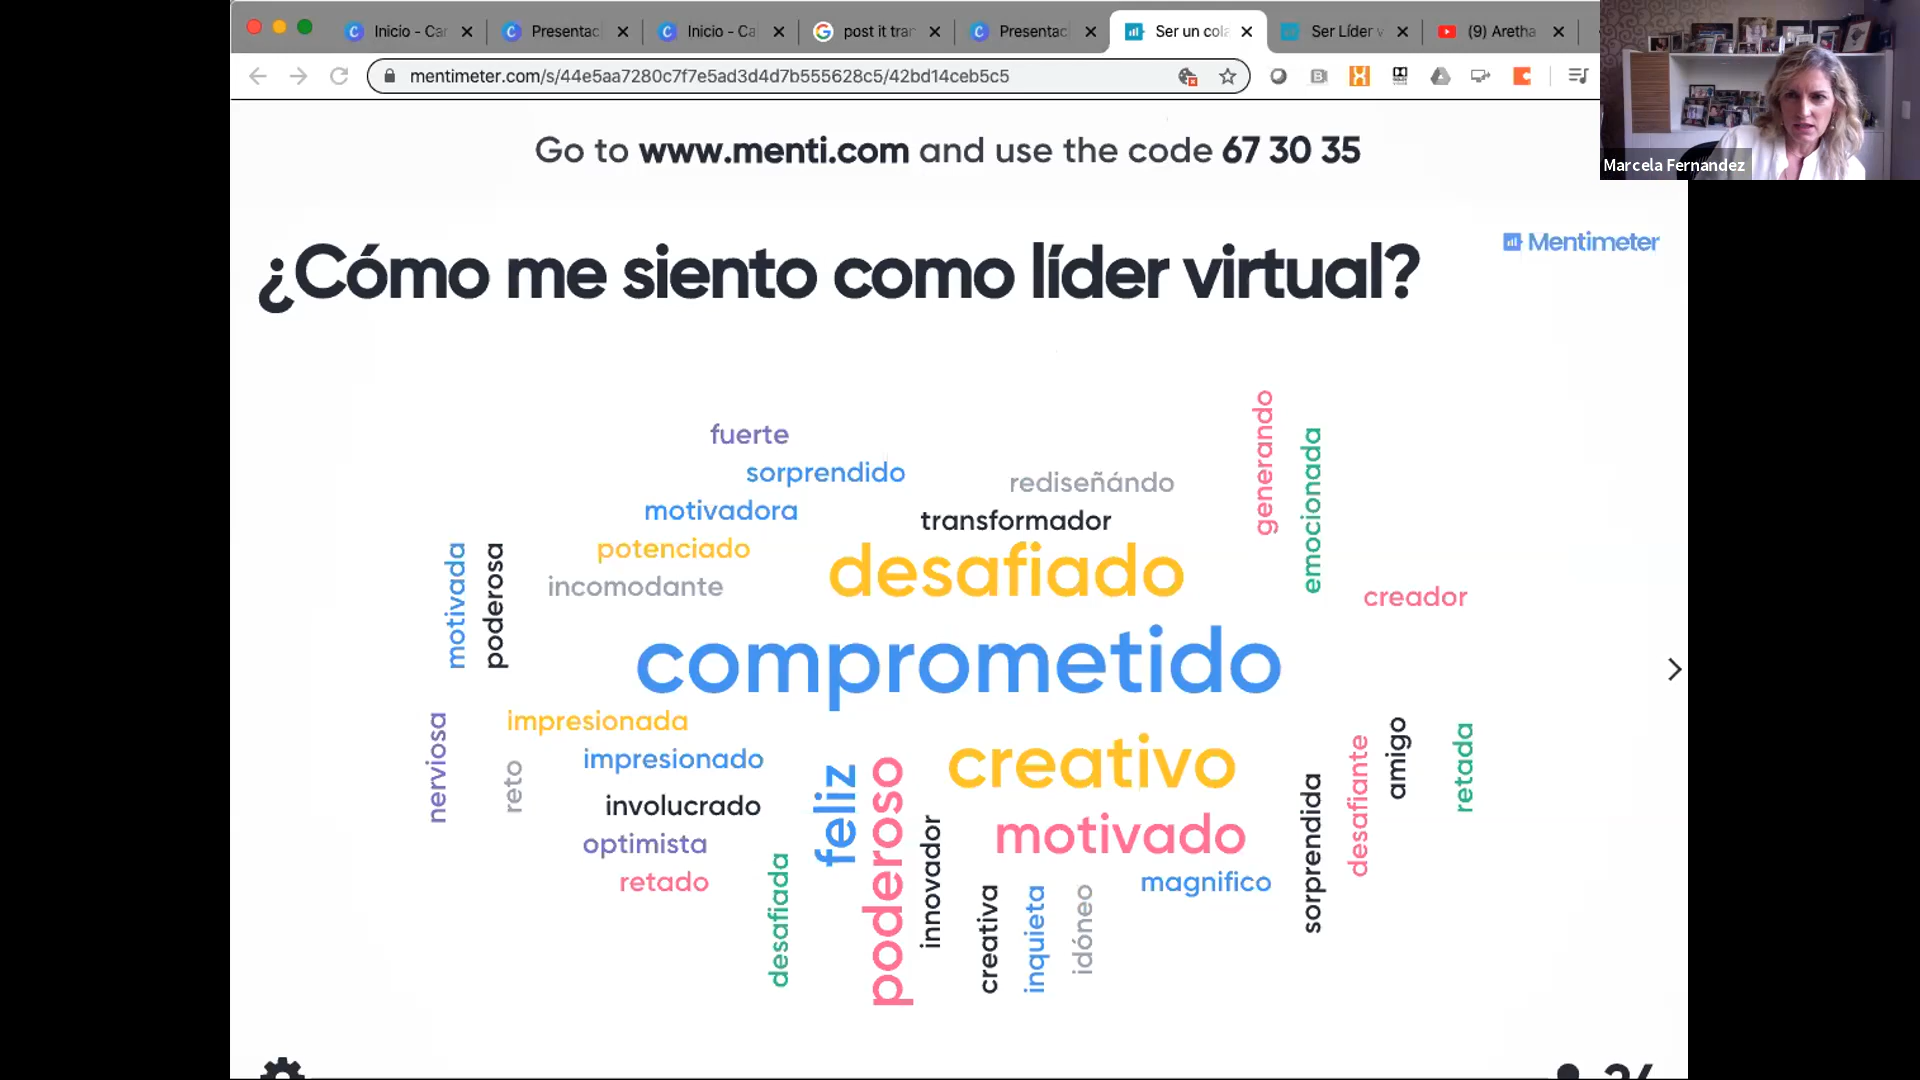 Inicio - Car
Presentac
Inicio - Ca
post it trar
Presentac
Ser un cola
Ser Líder v
(9) Aretha
mentimeter.com/s/44e5aa7280c7f7e5ad3d4d7b555628c5/42bd14ceb5c5
Marcela Fernandez
Go to www.menti.com and use the code 67 30 35
Mentimeter
¿Cómo me siento como líder virtual?
generando
emocionada
fuerte
sorprendido
rediseñándo
motivadora
transformador
potenciado
desafiado
motivada
poderosa
incomodante
creador
comprometido
nerviosa
impresionada
amigo
retada
desafiante
reto
impresionado
creativo
feliz
poderoso
involucrado
sorprendida
innovador
motivado
optimista
desafiada
retado
creativa
inquieta
idóneo
magnifico